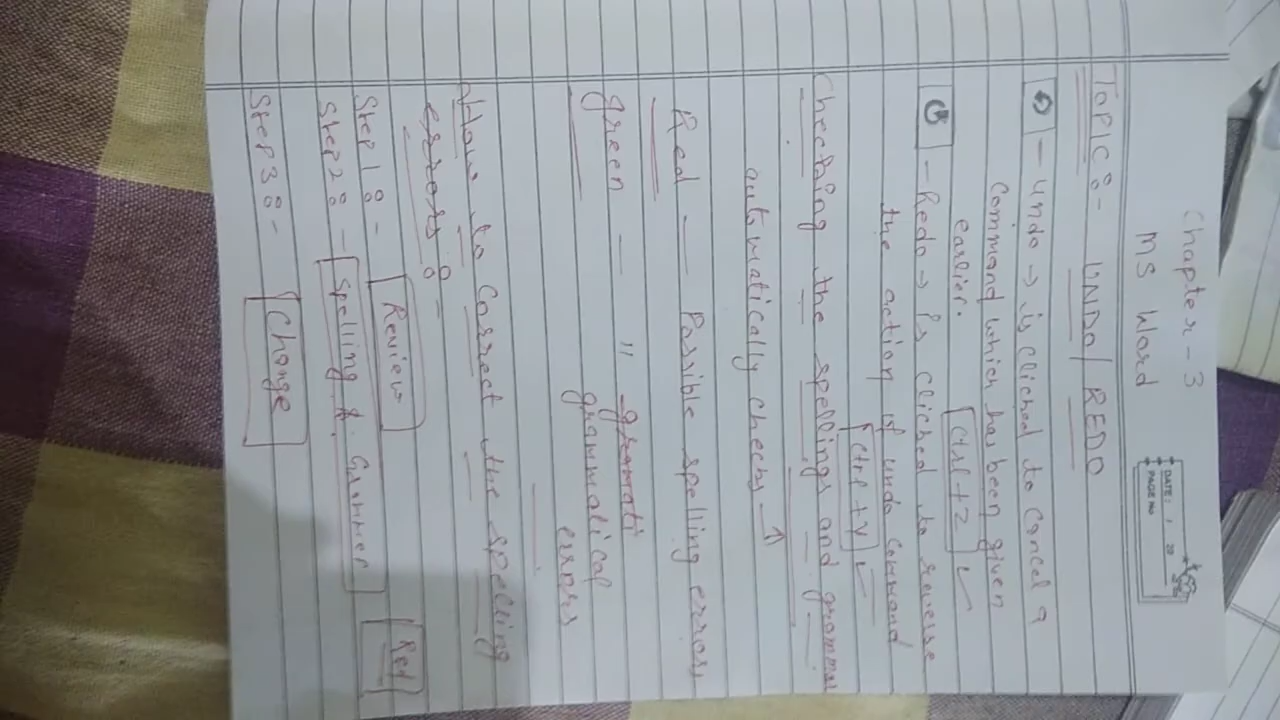 Chapter - 3
MS Word
DATE: / 20
PAGE NO
TOPIC :- UNDO / REDO
- Undo → is clicked to cancel a
Command which has been given
earlier.
Ctrl + Z
- Redo → Is clicked to reverse
the action of undo command
Ctrl + Y
Checking the spellings and grammar
automatically checks →
Red — Possible spelling errors
green — " gramati
grammatical
errors
How to Correct the spelling
errors :-
Step 1 :- Review
Red
Step 2 :- Spelling & Grammer
Step 3 :- Change